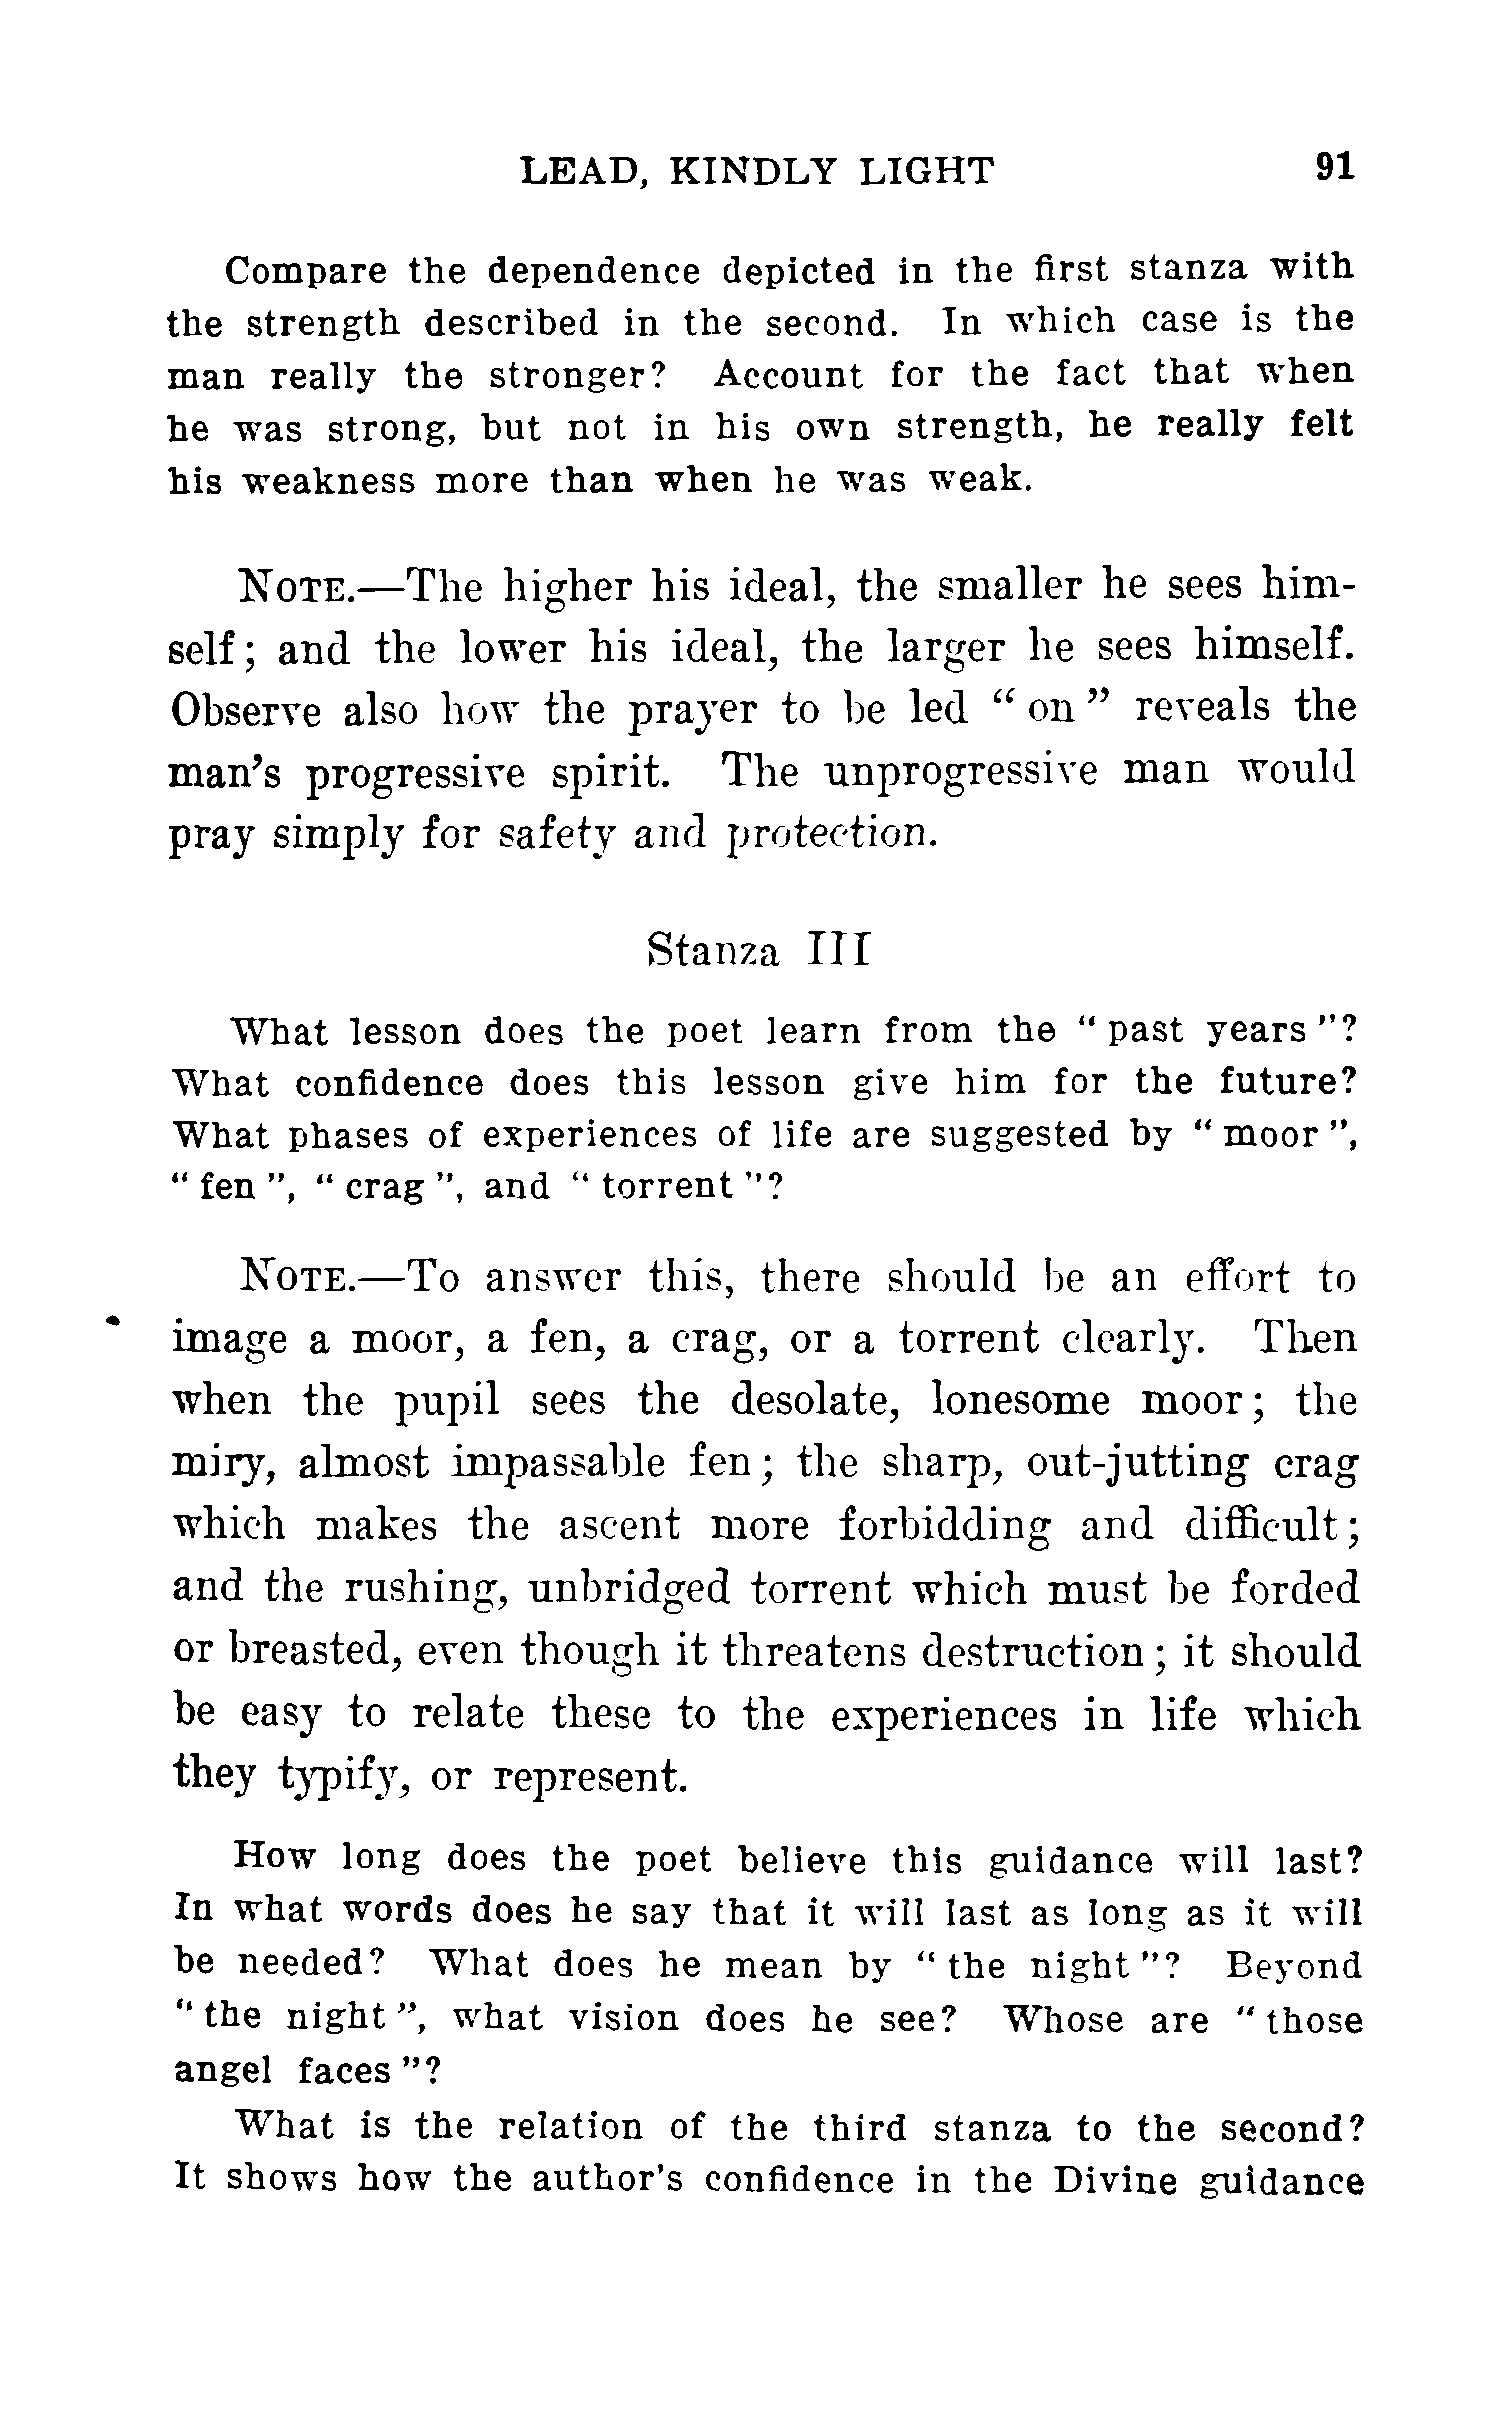 LEAD, KINDLY LIGHT 91
Compare the dependence depicted in the first stanza with
the strength described in the second. In which case is the
man really the stronger? Account for the fact that when
he was strong, but not in his own strength, he really felt
his weakness more than when he was weak.
NOTE.—The higher his ideal, the smaller he sees him-
self; and the lower his ideal, the larger he sees himself.
Observe also how the prayer to be led "on" reveals the
man's progressive spirit. The unprogressive man would
pray simply for safety and protection.
Stanza III
What lesson does the poet learn from the "past years"?
What confidence does this lesson give him for the future?
What phases of experiences of life are suggested by "moor",
"fen", "crag", and "torrent"?
NOTE.—To answer this, there should be an effort to
image a moor, a fen, a crag, or a torrent clearly. Then
when the pupil sees the desolate, lonesome moor; the
miry, almost impassable fen; the sharp, out-jutting crag
which makes the ascent more forbidding and difficult;
and the rushing, unbridged torrent which must be forded
or breasted, even though it threatens destruction; it should
be easy to relate these to the experiences in life which
they typify, or represent.
How long does the poet believe this guidance will last?
In what words does he say that it will last as long as it will
be needed? What does he mean by "the night"? Beyond
"the night", what vision does he see? Whose are "those
angel faces"?
What is the relation of the third stanza to the second?
It shows how the author's confidence in the Divine guidance